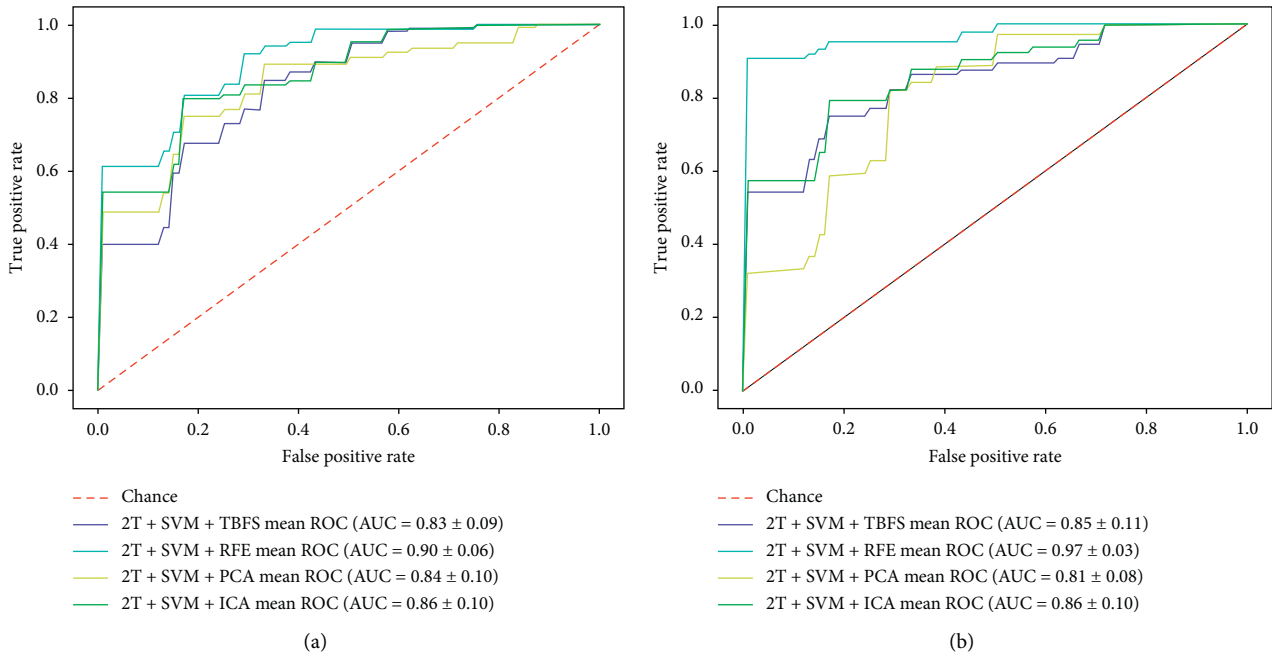 1.0
0.8
0.6
0.4
0.2
0.0
True positive rate
0.0 0.2 0.4 0.6 0.8 1.0
False positive rate
Chance
2T + SVM + TBFS mean ROC (AUC = 0.83 ± 0.09)
2T + SVM + RFE mean ROC (AUC = 0.90 ± 0.06)
2T + SVM + PCA mean ROC (AUC = 0.84 ± 0.10)
2T + SVM + ICA mean ROC (AUC = 0.86 ± 0.10)
(a)
1.0
0.8
0.6
0.4
0.2
0.0
True positive rate
0.0 0.2 0.4 0.6 0.8 1.0
False positive rate
Chance
2T + SVM + TBFS mean ROC (AUC = 0.85 ± 0.11)
2T + SVM + RFE mean ROC (AUC = 0.97 ± 0.03)
2T + SVM + PCA mean ROC (AUC = 0.81 ± 0.08)
2T + SVM + ICA mean ROC (AUC = 0.86 ± 0.10)
(b)